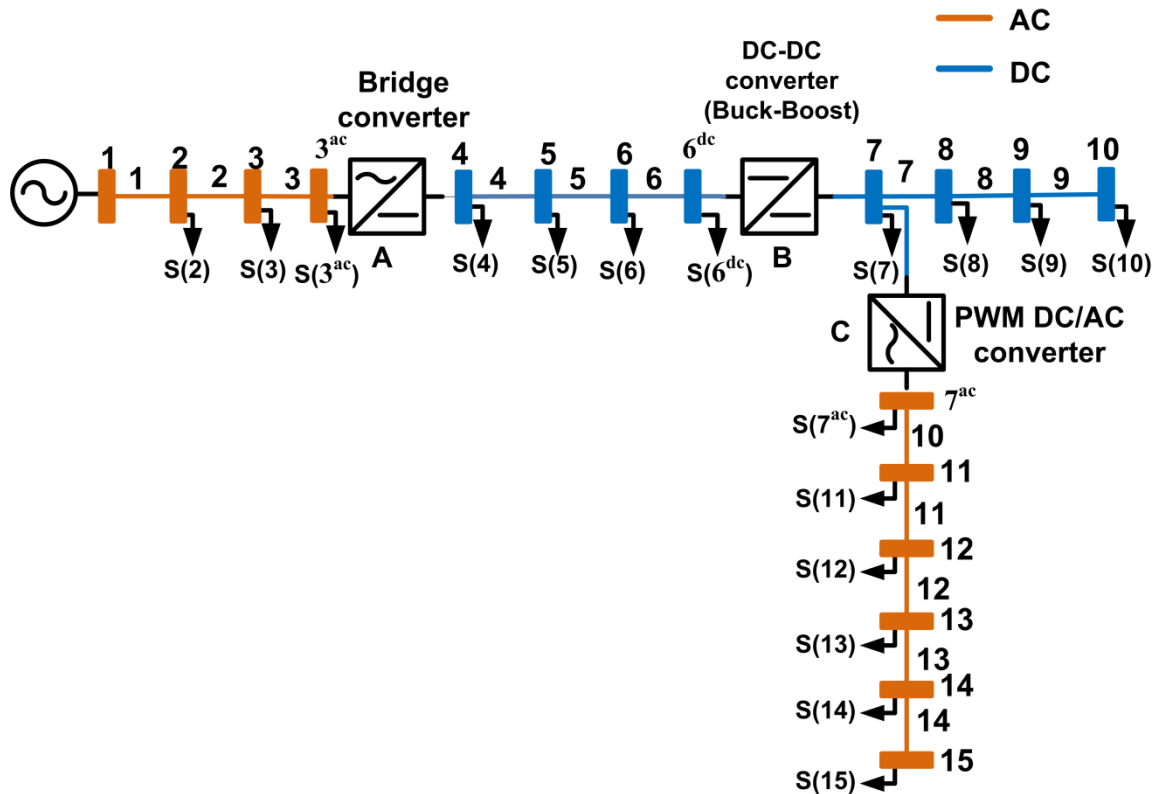 AC
DC
DC-DC
converter
(Buck-Boost)
Bridge
converter
1
2
3
3ac
4
5
6
6dc
7
8
9
10
1
2
3
4
5
6
7
8
9
A
B
S(2)
S(3)
S(3ac)
S(4)
S(5)
S(6)
S(6dc)
S(7)
S(8)
S(9)
S(10)
C
PWM DC/AC
converter
7ac
S(7ac)
10
11
S(11)
11
12
S(12)
12
13
S(13)
13
14
S(14)
14
15
S(15)